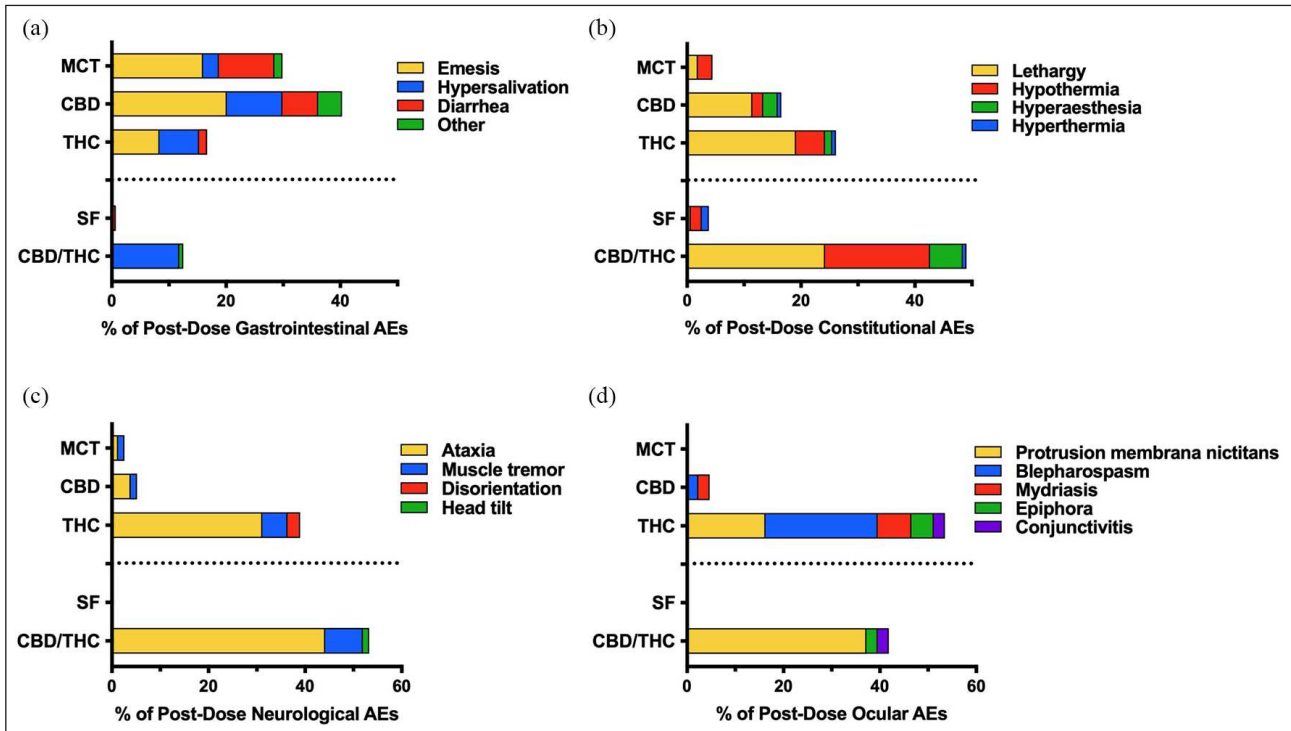 (a)
MCT
CBD
THC
SF
CBD/THC
Emesis
Hypersalivation
Diarrhea
Other
0 20 40
% of Post-Dose Gastrointestinal AEs
(b)
MCT
CBD
THC
SF
CBD/THC
Lethargy
Hypothermia
Hyperaesthesia
Hyperthermia
0 20 40
% of Post-Dose Constitutional AEs
(c)
MCT
CBD
THC
SF
CBD/THC
Ataxia
Muscle tremor
Disorientation
Head tilt
0 20 40 60
% of Post-Dose Neurological AEs
(d)
MCT
CBD
THC
SF
CBD/THC
Protrusion membrana nictitans
Blepharospasm
Mydriasis
Epiphora
Conjunctivitis
0 20 40 60
% of Post-Dose Ocular AEs